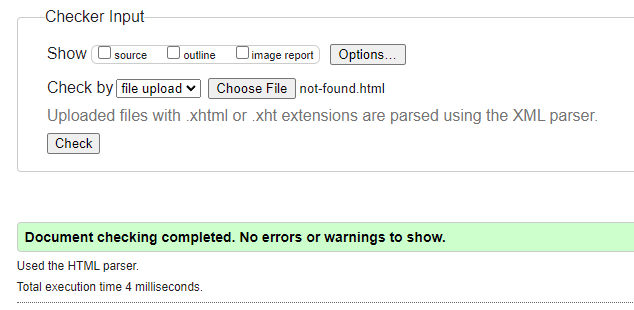 Checker Input
Show source outline image report Options...
Check by file upload Choose File not-found.html
Uploaded files with .xhtml or .xht extensions are parsed using the XML parser.
Check
Document checking completed. No errors or warnings to show.
Used the HTML parser.
Total execution time 4 milliseconds.